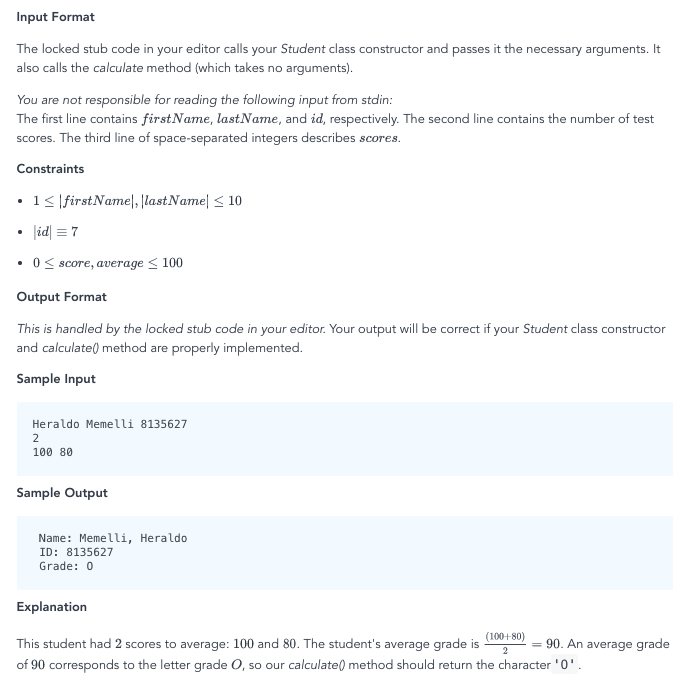 Input Format
The locked stub code in your editor calls your Student class constructor and passes it the necessary arguments. It
also calls the calculate method (which takes no arguments).
You are not responsible for reading the following input from stdin:
The first line contains firstName, lastName, and id, respectively. The second line contains the number of test
scores. The third line of space-separated integers describes scores.
Constraints
• 1 ≤ |firstName|, |lastName| ≤ 10
• |id| ≡ 7
• 0 ≤ score, average ≤ 100
Output Format
This is handled by the locked stub code in your editor. Your output will be correct if your Student class constructor
and calculate() method are properly implemented.
Sample Input
Heraldo Memelli 8135627
2
100 80
Sample Output
Name: Memelli, Heraldo
ID: 8135627
Grade: O
Explanation
This student had 2 scores to average: 100 and 80. The student's average grade is (100+80)/2 = 90. An average grade
of 90 corresponds to the letter grade O, so our calculate() method should return the character 'O'.